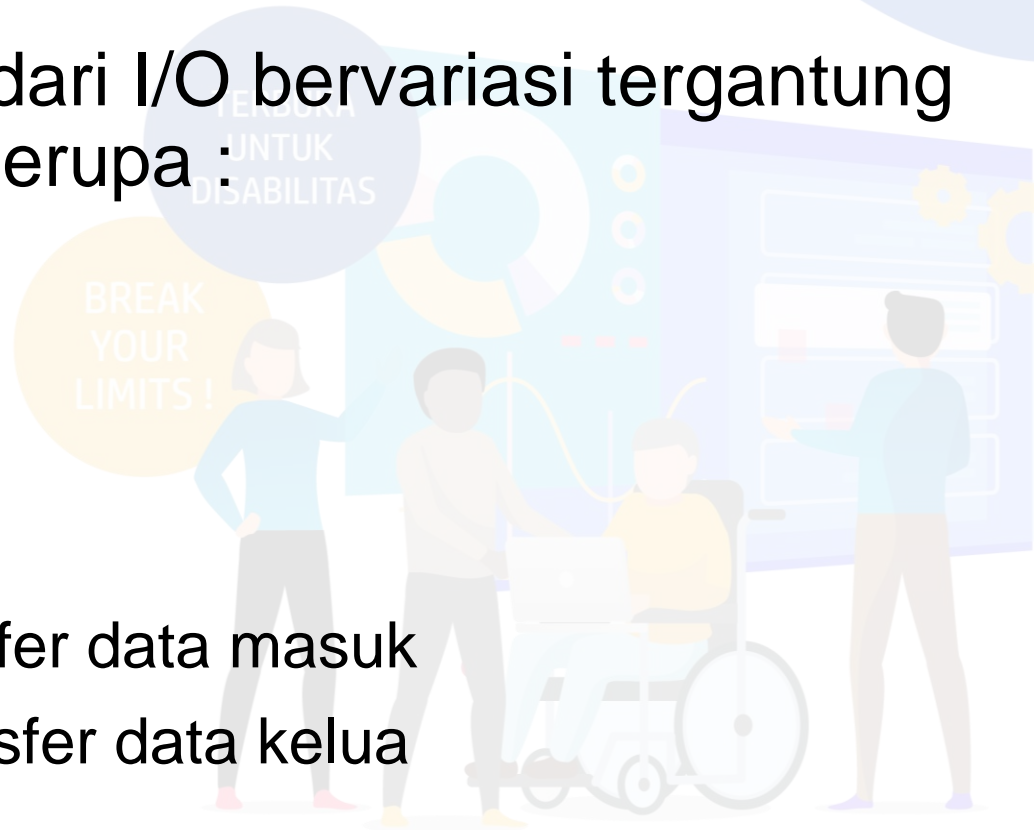 dari I/O bervariasi tergantung
erupa :
TERBUKA
UNTUK
DISABILITAS
BREAK
YOUR
LIMITS !
fer data masuk
sfer data kelua